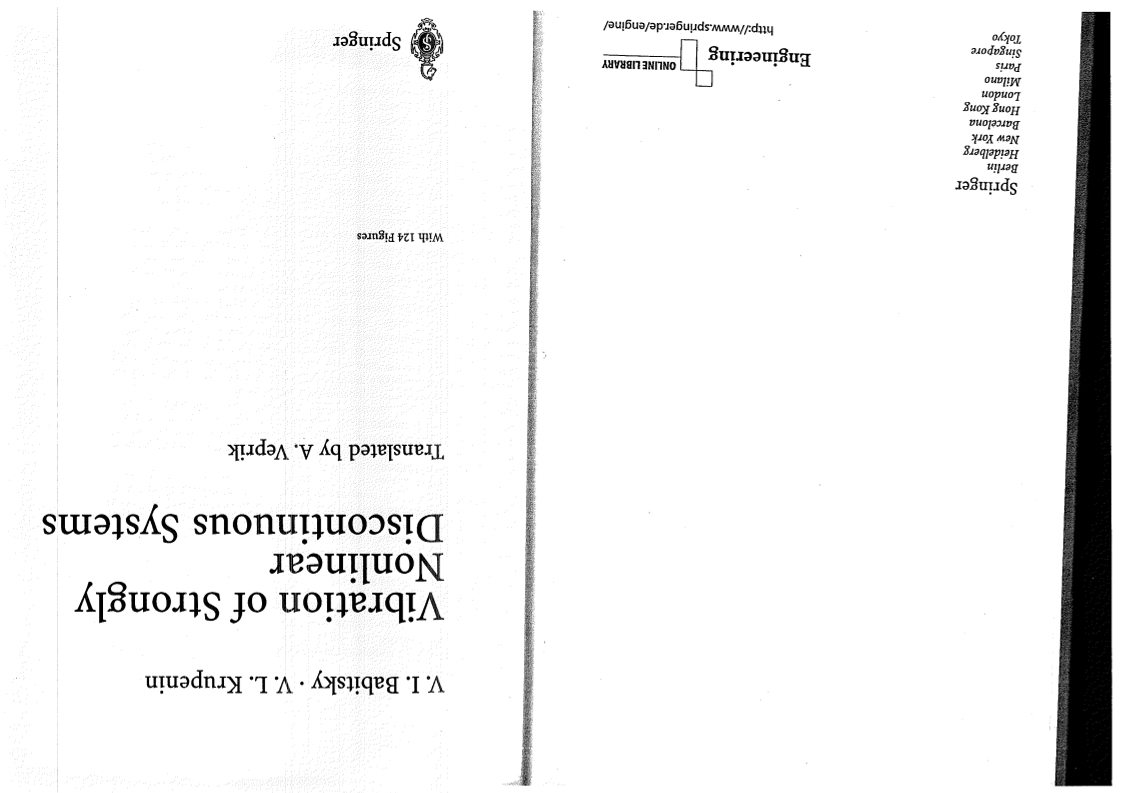 Springer
Berlin
Heidelberg
New York
Barcelona
Hong Kong
London
Milano
Paris
Singapore
Tokyo
Engineering
ONLINE LIBRARY
http://www.springer.de/engine/
V. I. Babitsky · V. L. Krupenin
Vibration of Strongly
Nonlinear
Discontinuous Systems
Translated by A. Veprik
With 124 Figures
Springer